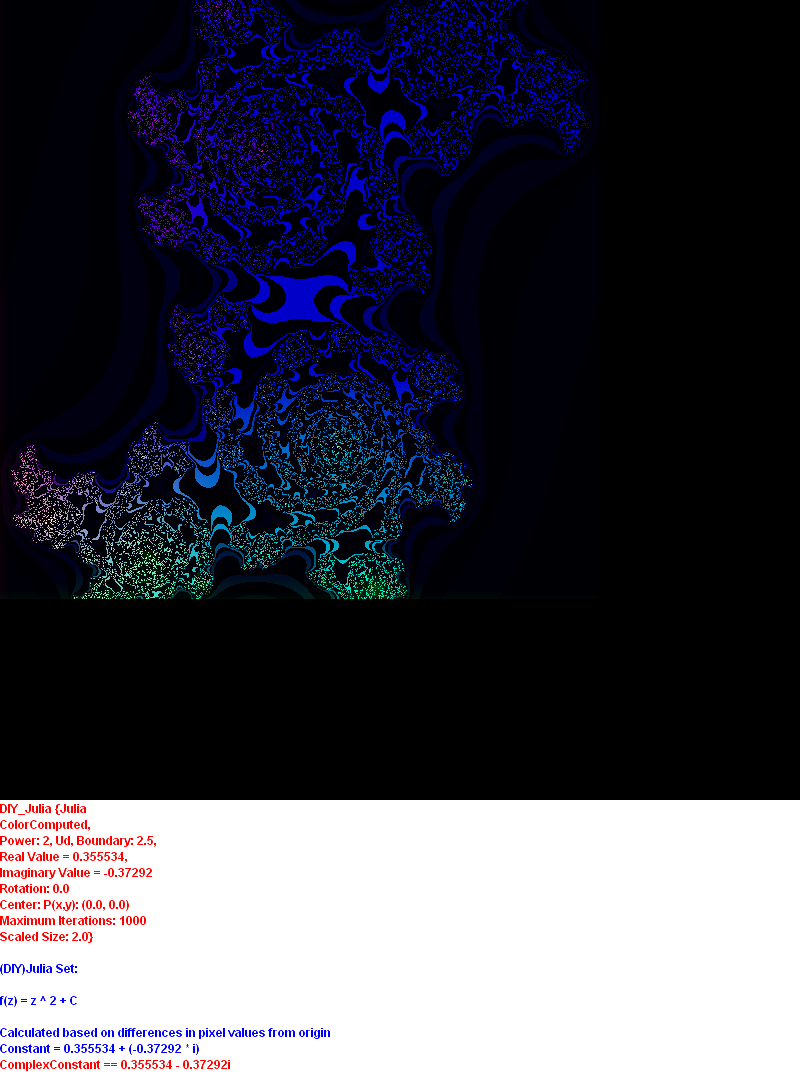 DIY_Julia {Julia
ColorComputed,
Power: 2, Ud, Boundary: 2.5,
Real Value = 0.355534,
Imaginary Value = -0.37292
Rotation: 0.0
Center: P(x,y): (0.0, 0.0)
Maximum Iterations: 1000
Scaled Size: 2.0}
(DIY)Julia Set:
f(z) = z ^ 2 + C
Calculated based on differences in pixel values from origin
Constant = 0.355534 + (-0.37292 * i)
ComplexConstant == 0.355534 - 0.37292i